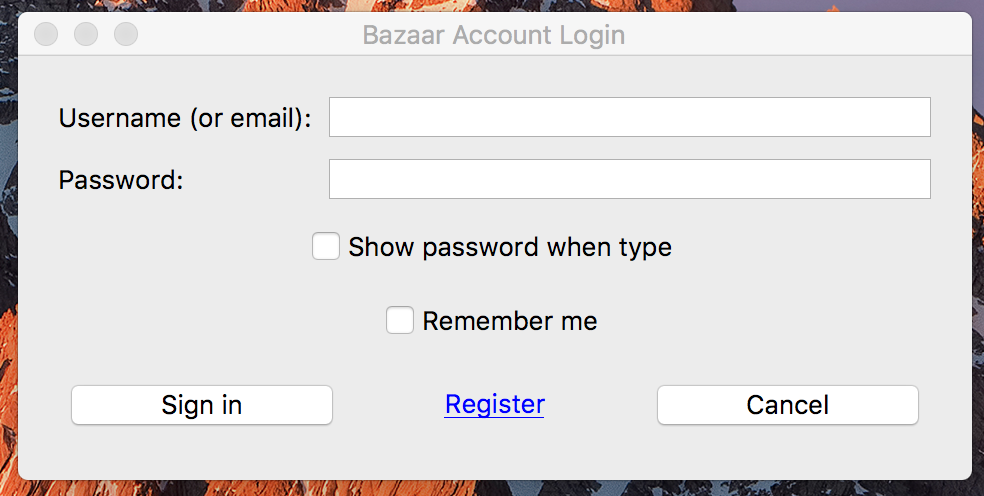 Bazaar Account Login
Username (or email):
Password:
Show password when type
Remember me
Sign in
Register
Cancel